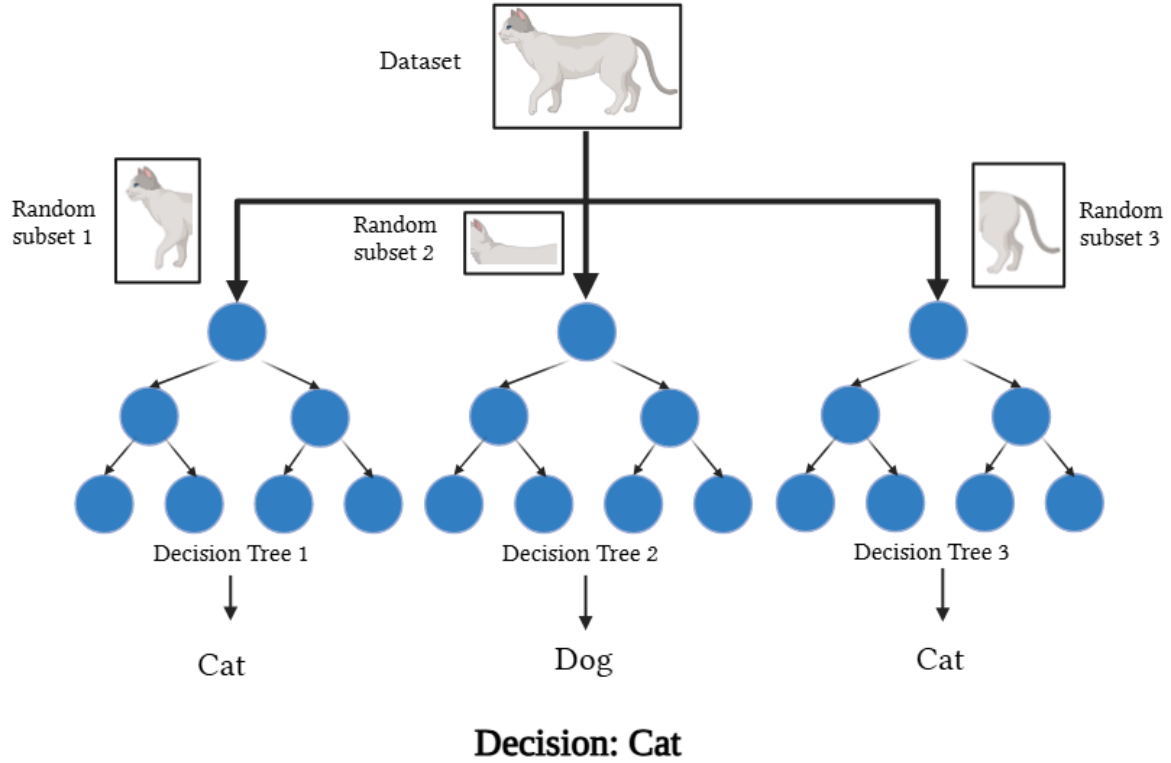 Dataset
Random
subset 1
Random
subset 2
Random
subset 3
Decision Tree 1
Decision Tree 2
Decision Tree 3
Cat
Dog
Cat
Decision: Cat